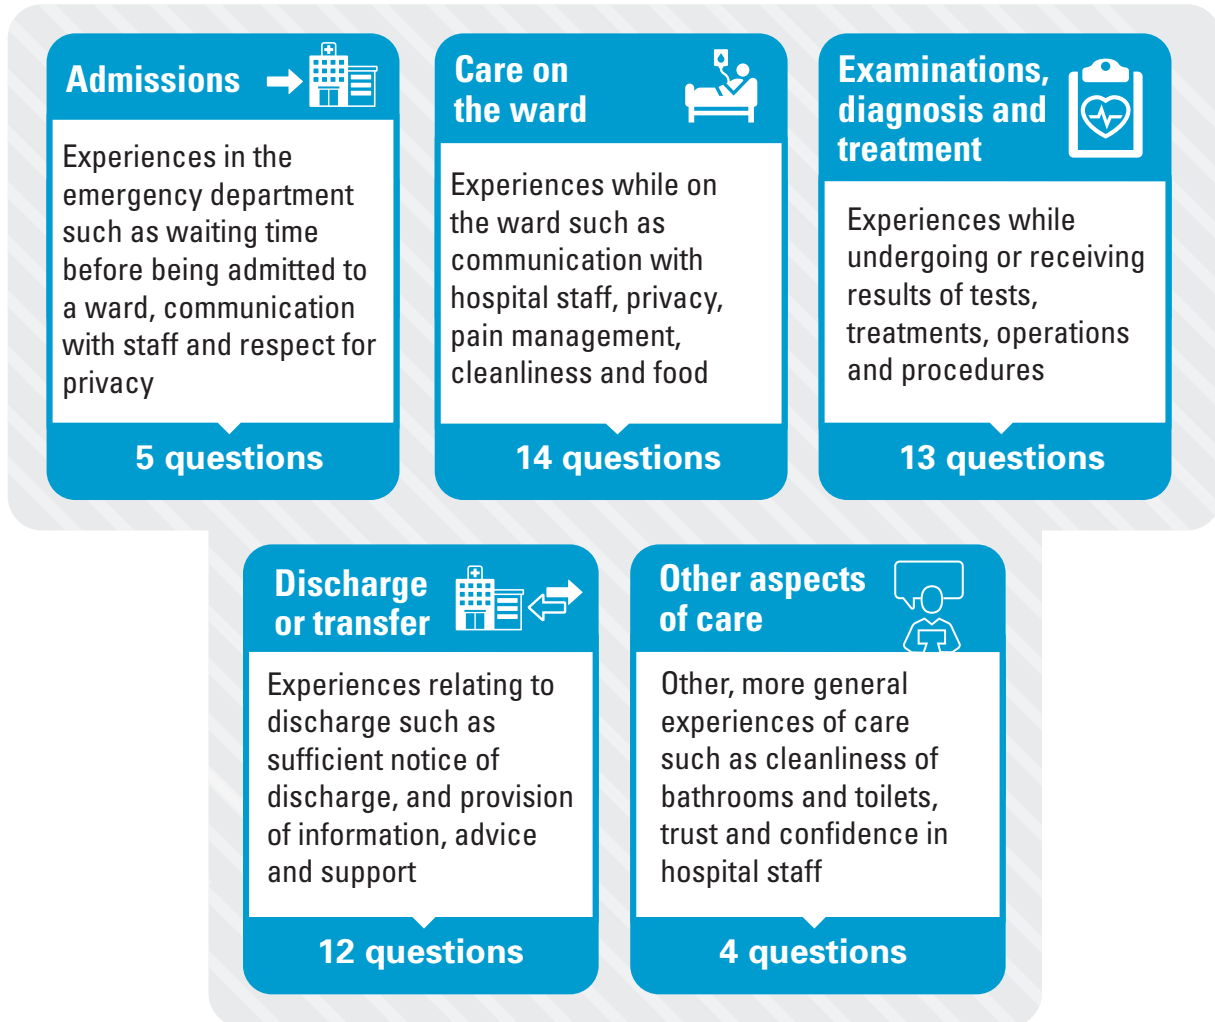 Admissions
Experiences in the
emergency department
such as waiting time
before being admitted to
a ward, communication
with staff and respect for
privacy
5 questions
Care on
the ward
Experiences while on
the ward such as
communication with
hospital staff, privacy,
pain management,
cleanliness and food
14 questions
Examinations,
diagnosis and
treatment
Experiences while
undergoing or receiving
results of tests,
treatments, operations
and procedures
13 questions
Discharge
or transfer
Experiences relating to
discharge such as
sufficient notice of
discharge, and provision
of information, advice
and support
12 questions
Other aspects
of care
Other, more general
experiences of care
such as cleanliness of
bathrooms and toilets,
trust and confidence in
hospital staff
4 questions